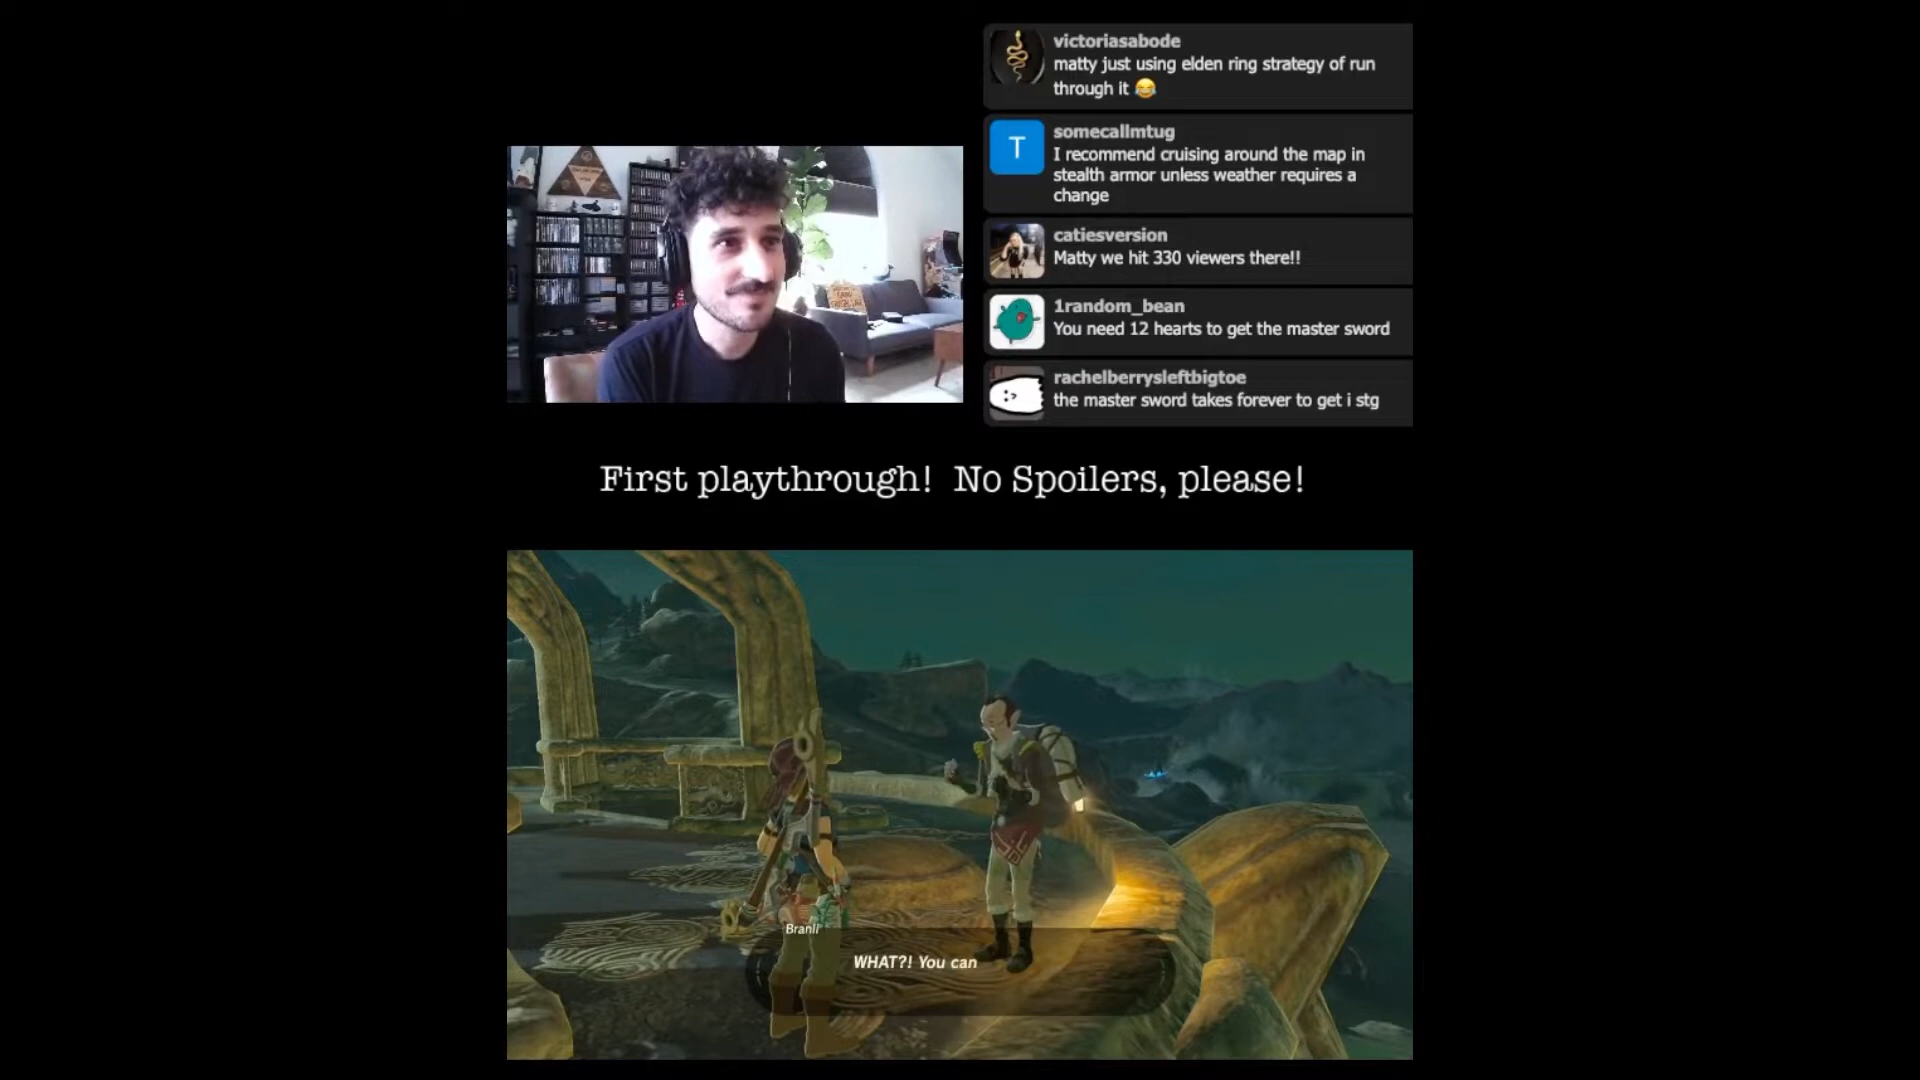 victoriasabode
matty just using elden ring strategy of run
through it 😂
T
somecallmtug
I recommend cruising around the map in
stealth armor unless weather requires a
change
catiesversion
Matty we hit 330 viewers there!!
1random_bean
You need 12 hearts to get the master sword
rachelberrysleftbigtoe
the master sword takes forever to get i stg
First playthrough! No Spoilers, please!
Branli
WHAT?! You can